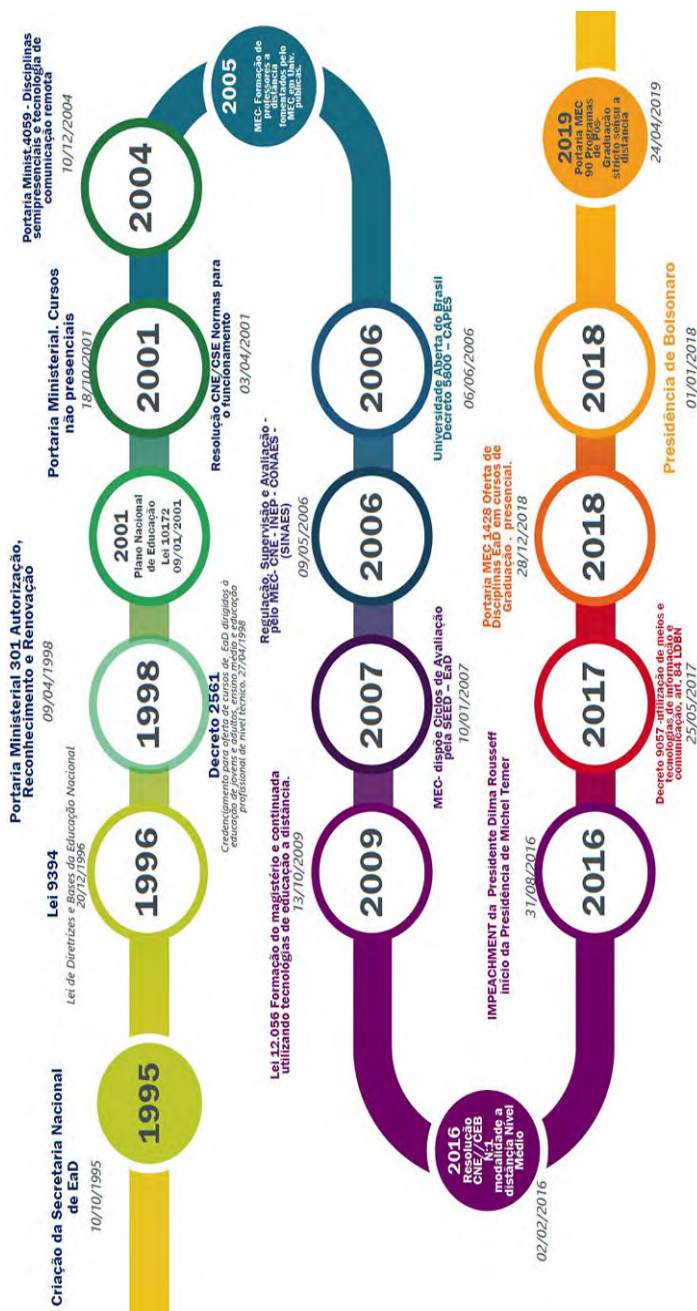 Criação da Secretaria Nacional
de EaD
10/10/1995
1995
Lei 9394
Lei de Diretrizes e Bases da Educação Nacional
20/12/1996
1996
Portaria Ministerial 301 Autorização,
Reconhecimento e Renovação
09/04/1998
1998
Decreto 2561
Credenciamento para oferta de cursos de EaD dirigidos à
educação de jovens e adultos, ensino médio e educação
profissional de nível técnico. 27/04/1998
2001
Plano Nacional
de Educação
Lei 10172
09/01/2001
Portaria Ministerial. Cursos
não presenciais
18/10/2001
2001
Resolução CNE/CSE Normas para
o funcionamento
03/04/2001
Portaria Minist.4059 - Disciplinas
semipresenciais e tecnologia de
comunicação remota
10/12/2004
2004
2005
MEC- Formação de
professores a
distância
fomentados pelo
MEC em Univ.
públicas.
2006
Universidade Aberta do Brasil
Decreto 5800 – CAPES
06/06/2006
Regulação, Supervisão e Avaliação -
pelo MEC- CNE - INEP - CONAES -
(SINAES)
09/05/2006
2006
2007
MEC- dispõe Ciclos de Avaliação
pela SEED – EaD
10/01/2007
Lei 12.056 Formação do magistério e continuada
utilizando tecnologias de educação a distância.
13/10/2009
2009
2016
Resolução
CNE//CEB
N:1
modalidade a
distância Nível
Médio
02/02/2016
IMPEACHMENT da Presidente Dilma Rousseff
início da Presidência de Michel Temer
31/08/2016
2016
2017
Decreto 9057 -utilização de meios e
tecnologias de informação e
comunicação, art. 84 LDBN
25/05/2017
Portaria MEC 1428 Oferta de
Disciplinas EaD em cursos de
Graduação . presencial.
28/12/2018
2018
2018
Presidência de Bolsonaro
01/01/2018
2019
Portaria MEC
90 Programas
de Pós-
Graduação
stricto sensu a
distancia
24/04/2019